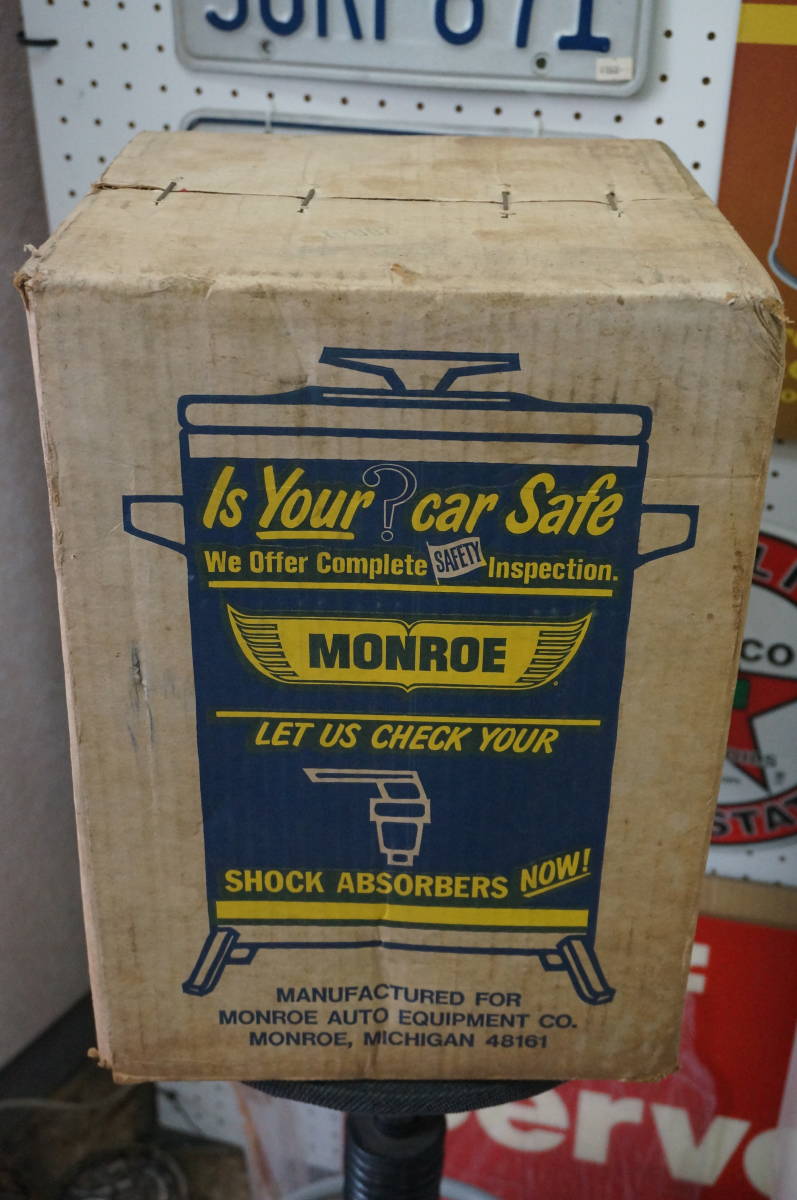 Is Your ? car Safe
We Offer Complete SAFETY Inspection.
MONROE
LET US CHECK YOUR
SHOCK ABSORBERS NOW!
MANUFACTURED FOR
MONROE AUTO EQUIPMENT CO.
MONROE, MICHIGAN 48161